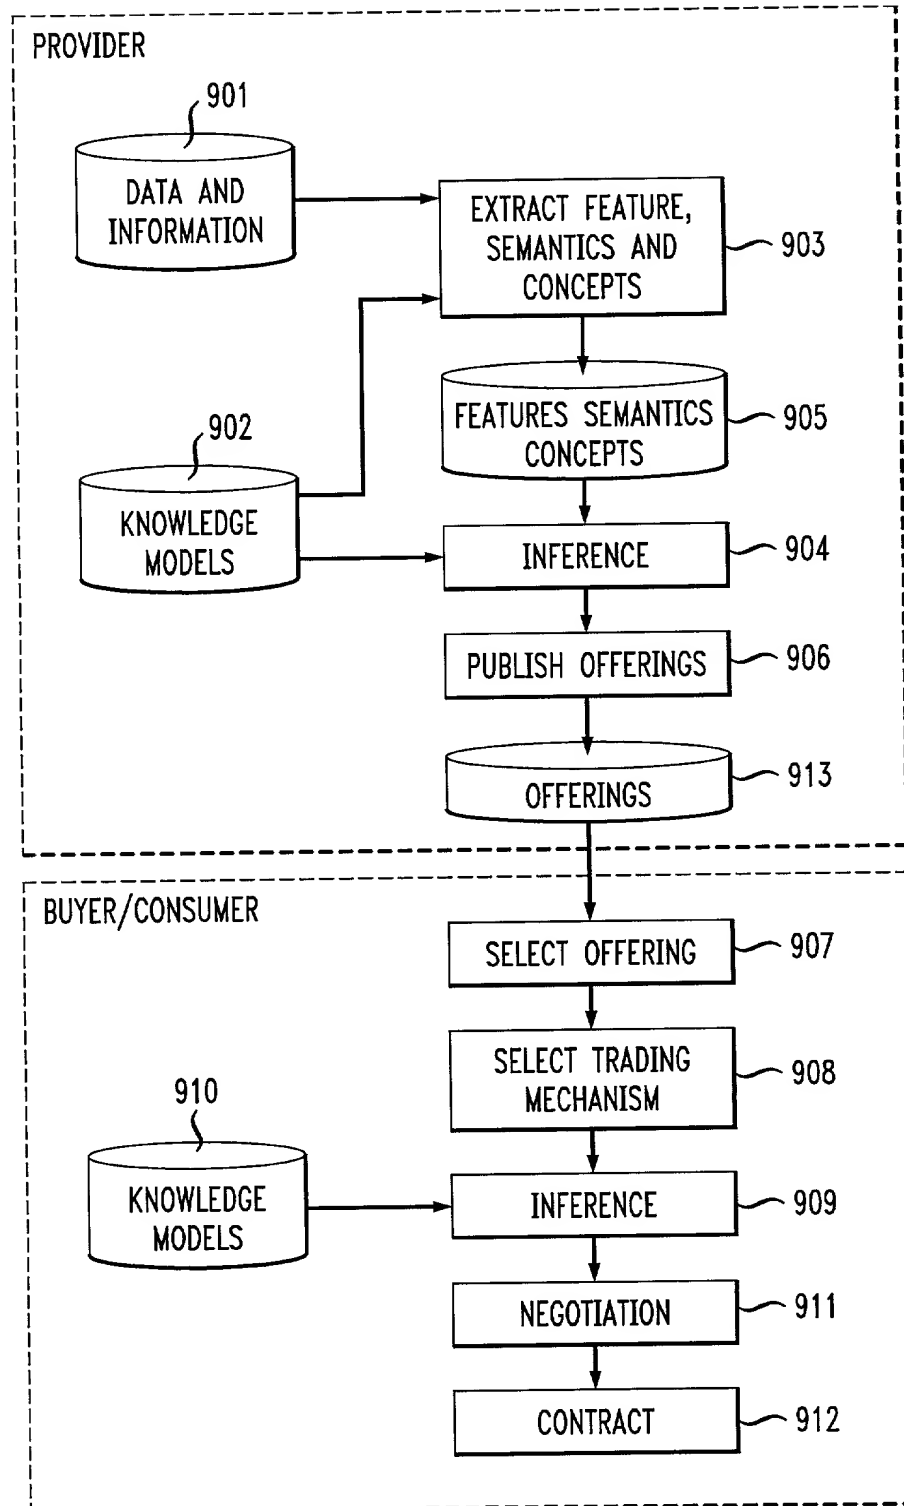 PROVIDER
901
DATA AND
INFORMATION
EXTRACT FEATURE,
SEMANTICS AND
CONCEPTS
903
902
KNOWLEDGE
MODELS
FEATURES SEMANTICS
CONCEPTS
905
INFERENCE
904
PUBLISH OFFERINGS
906
OFFERINGS
913
BUYER/CONSUMER
SELECT OFFERING
907
SELECT TRADING
MECHANISM
908
910
KNOWLEDGE
MODELS
INFERENCE
909
NEGOTIATION
911
CONTRACT
912